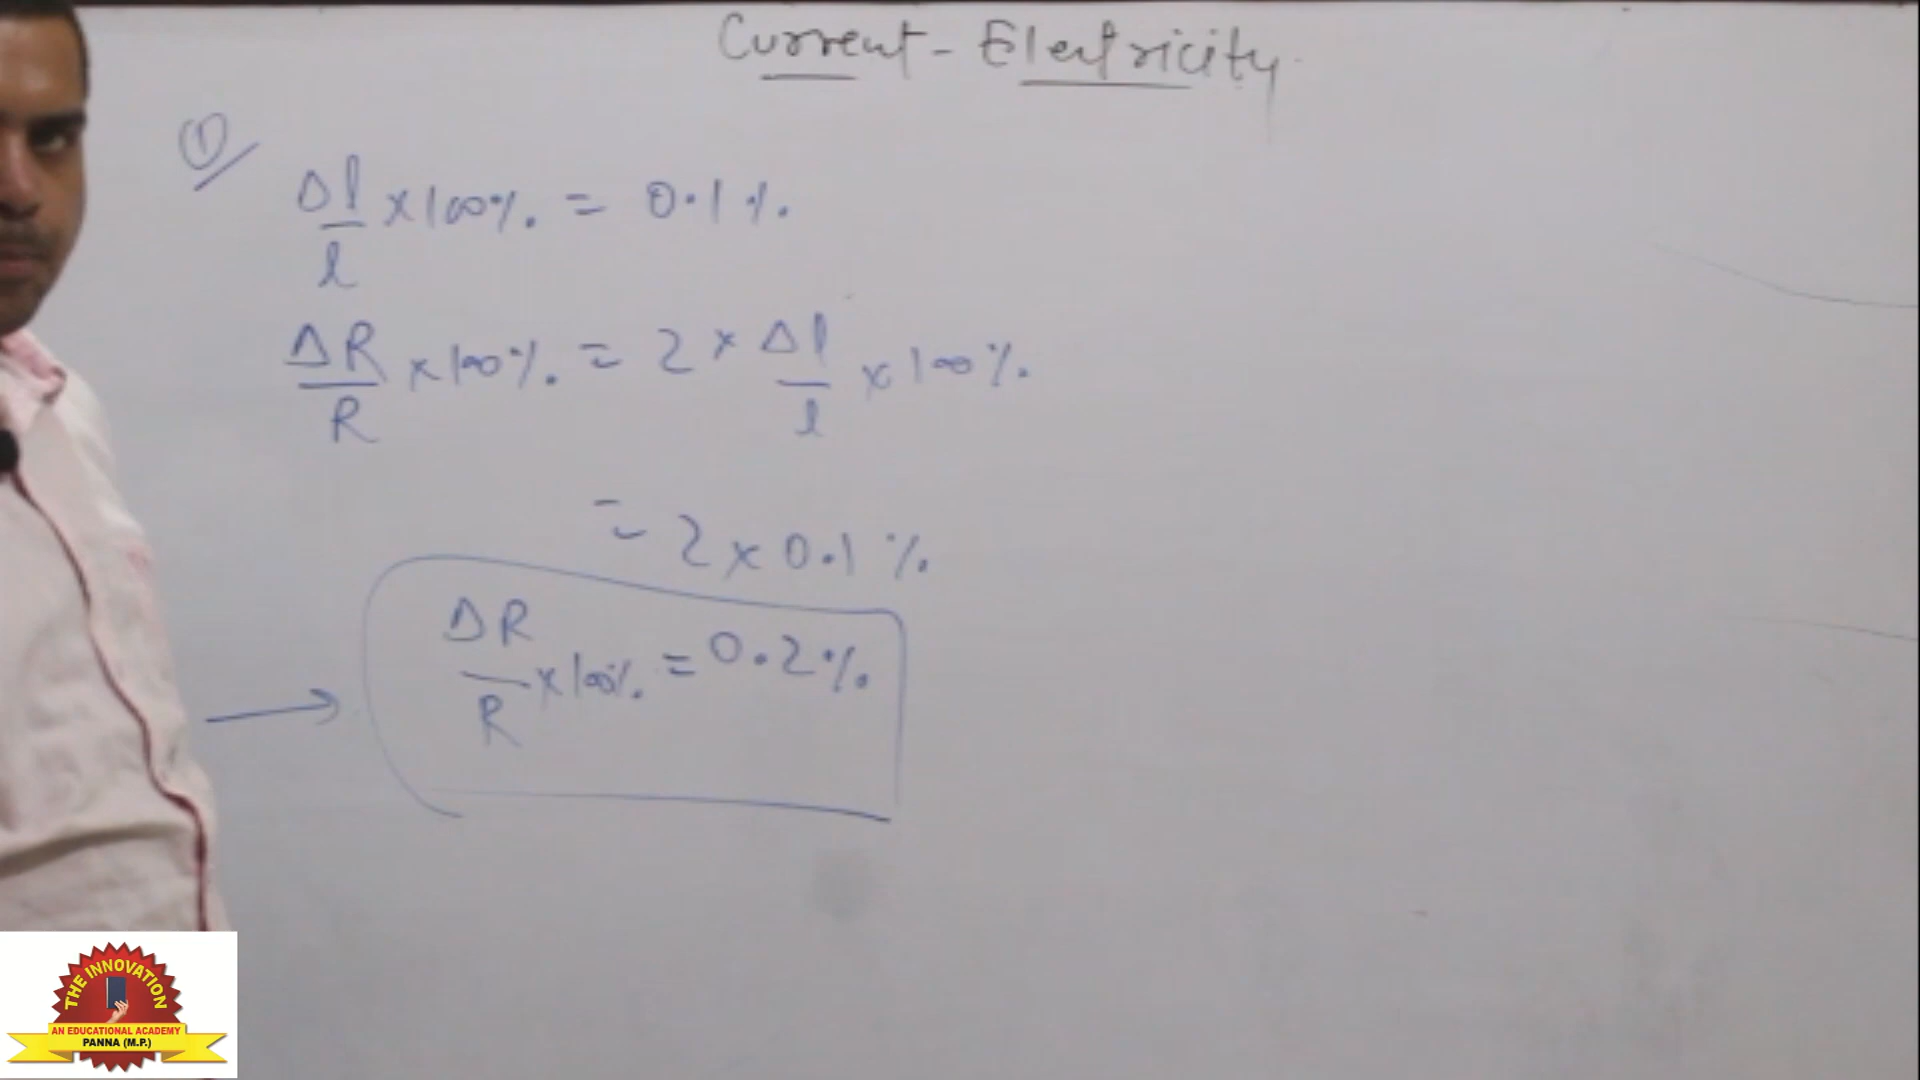 Current - Electricity
①
Δl/l × 100% = 0.1%
ΔR/R × 100% = 2 × Δl/l × 100%
= 2 × 0.1%
→ ΔR/R × 100% = 0.2%
THE INNOVATION
AN EDUCATIONAL ACADEMY
PANNA (M.P.)